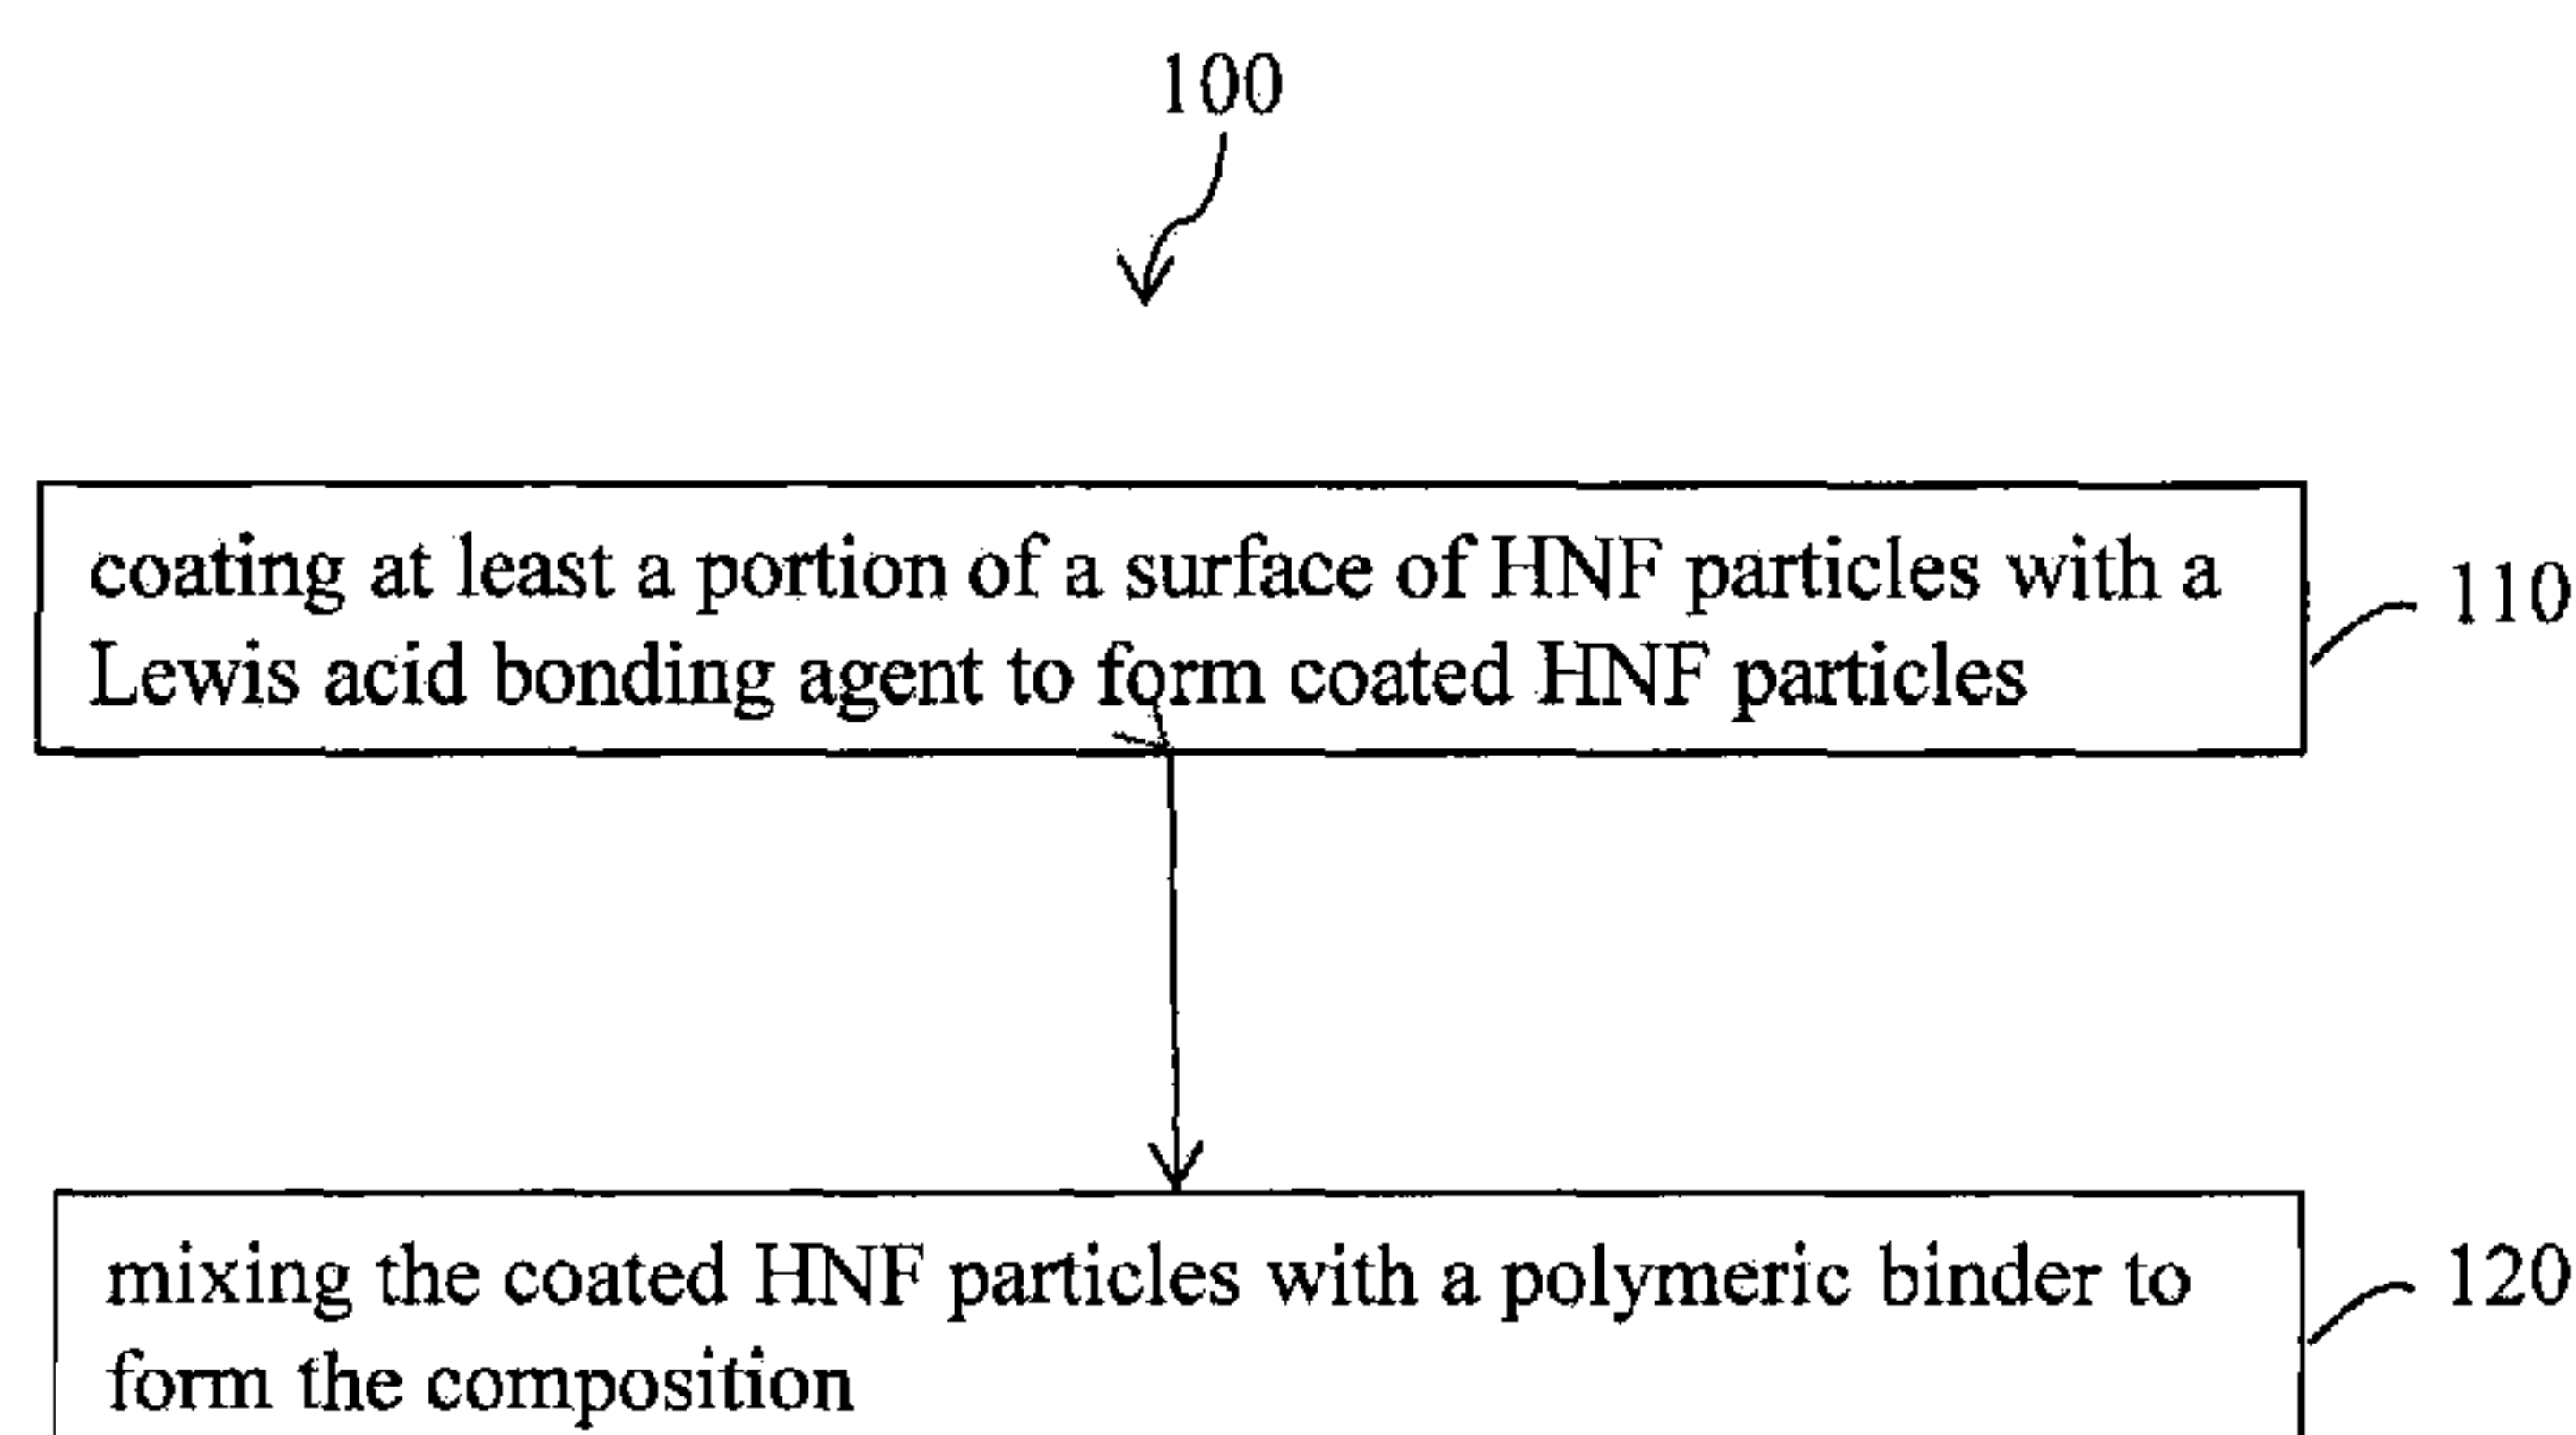 100
coating at least a portion of a surface of HNF particles with a
Lewis acid bonding agent to form coated HNF particles
110
mixing the coated HNF particles with a polymeric binder to
form the composition
120